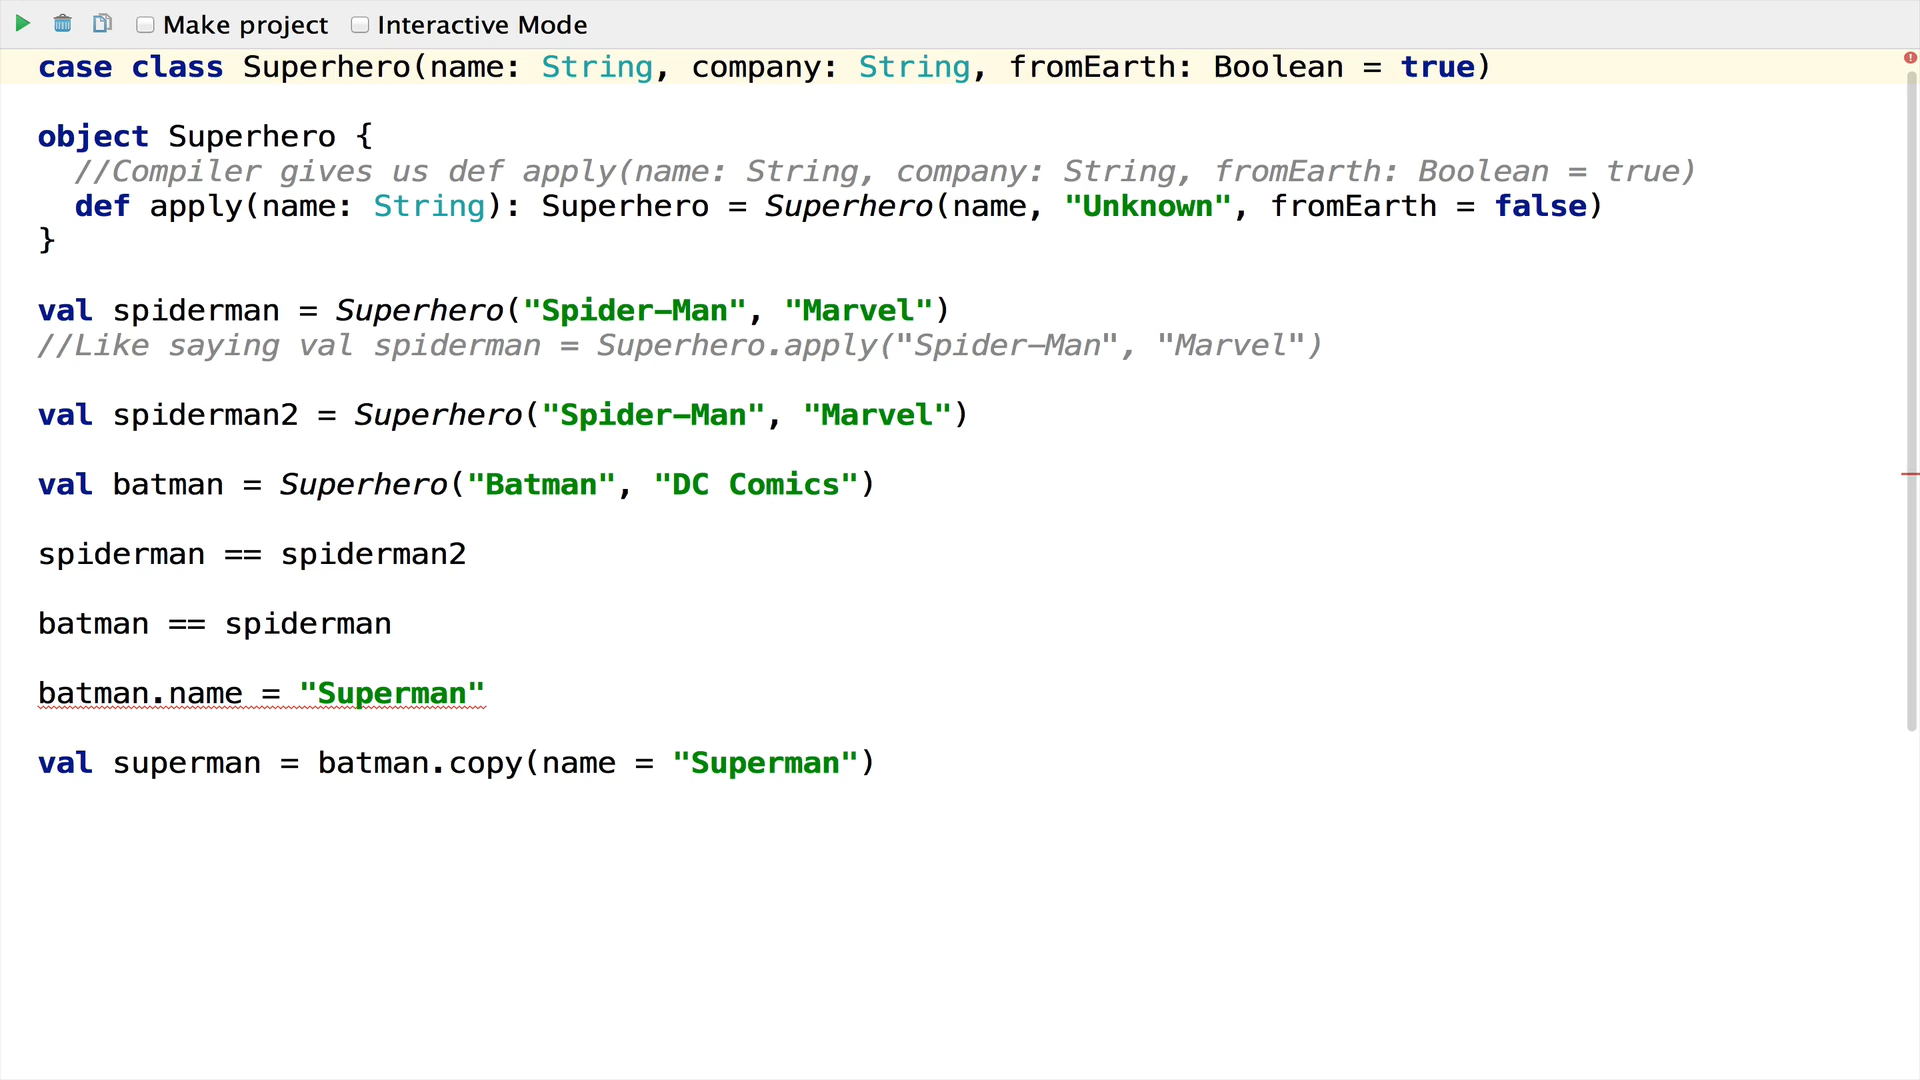 Make project Interactive Mode
case class Superhero(name: String, company: String, fromEarth: Boolean = true)
object Superhero {
//Compiler gives us def apply(name: String, company: String, fromEarth: Boolean = true)
def apply(name: String): Superhero = Superhero(name, "Unknown", fromEarth = false)
}
val spiderman = Superhero("Spider-Man", "Marvel")
//Like saying val spiderman = Superhero.apply("Spider-Man", "Marvel")
val spiderman2 = Superhero("Spider-Man", "Marvel")
val batman = Superhero("Batman", "DC Comics")
spiderman == spiderman2
batman == spiderman
batman.name = "Superman"
val superman = batman.copy(name = "Superman")